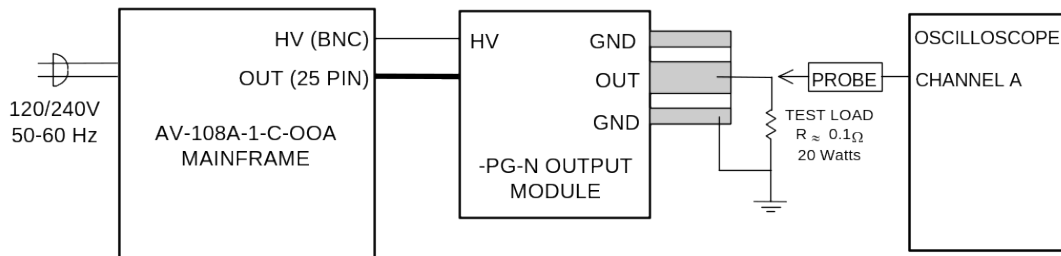 120/240V
50-60 Hz
HV (BNC)
OUT (25 PIN)
AV-108A-1-C-OOA
MAINFRAME
HV
GND
OUT
GND
-PG-N OUTPUT
MODULE
PROBE
TEST LOAD
R ≈ 0.1Ω
20 Watts
OSCILLOSCOPE
CHANNEL A